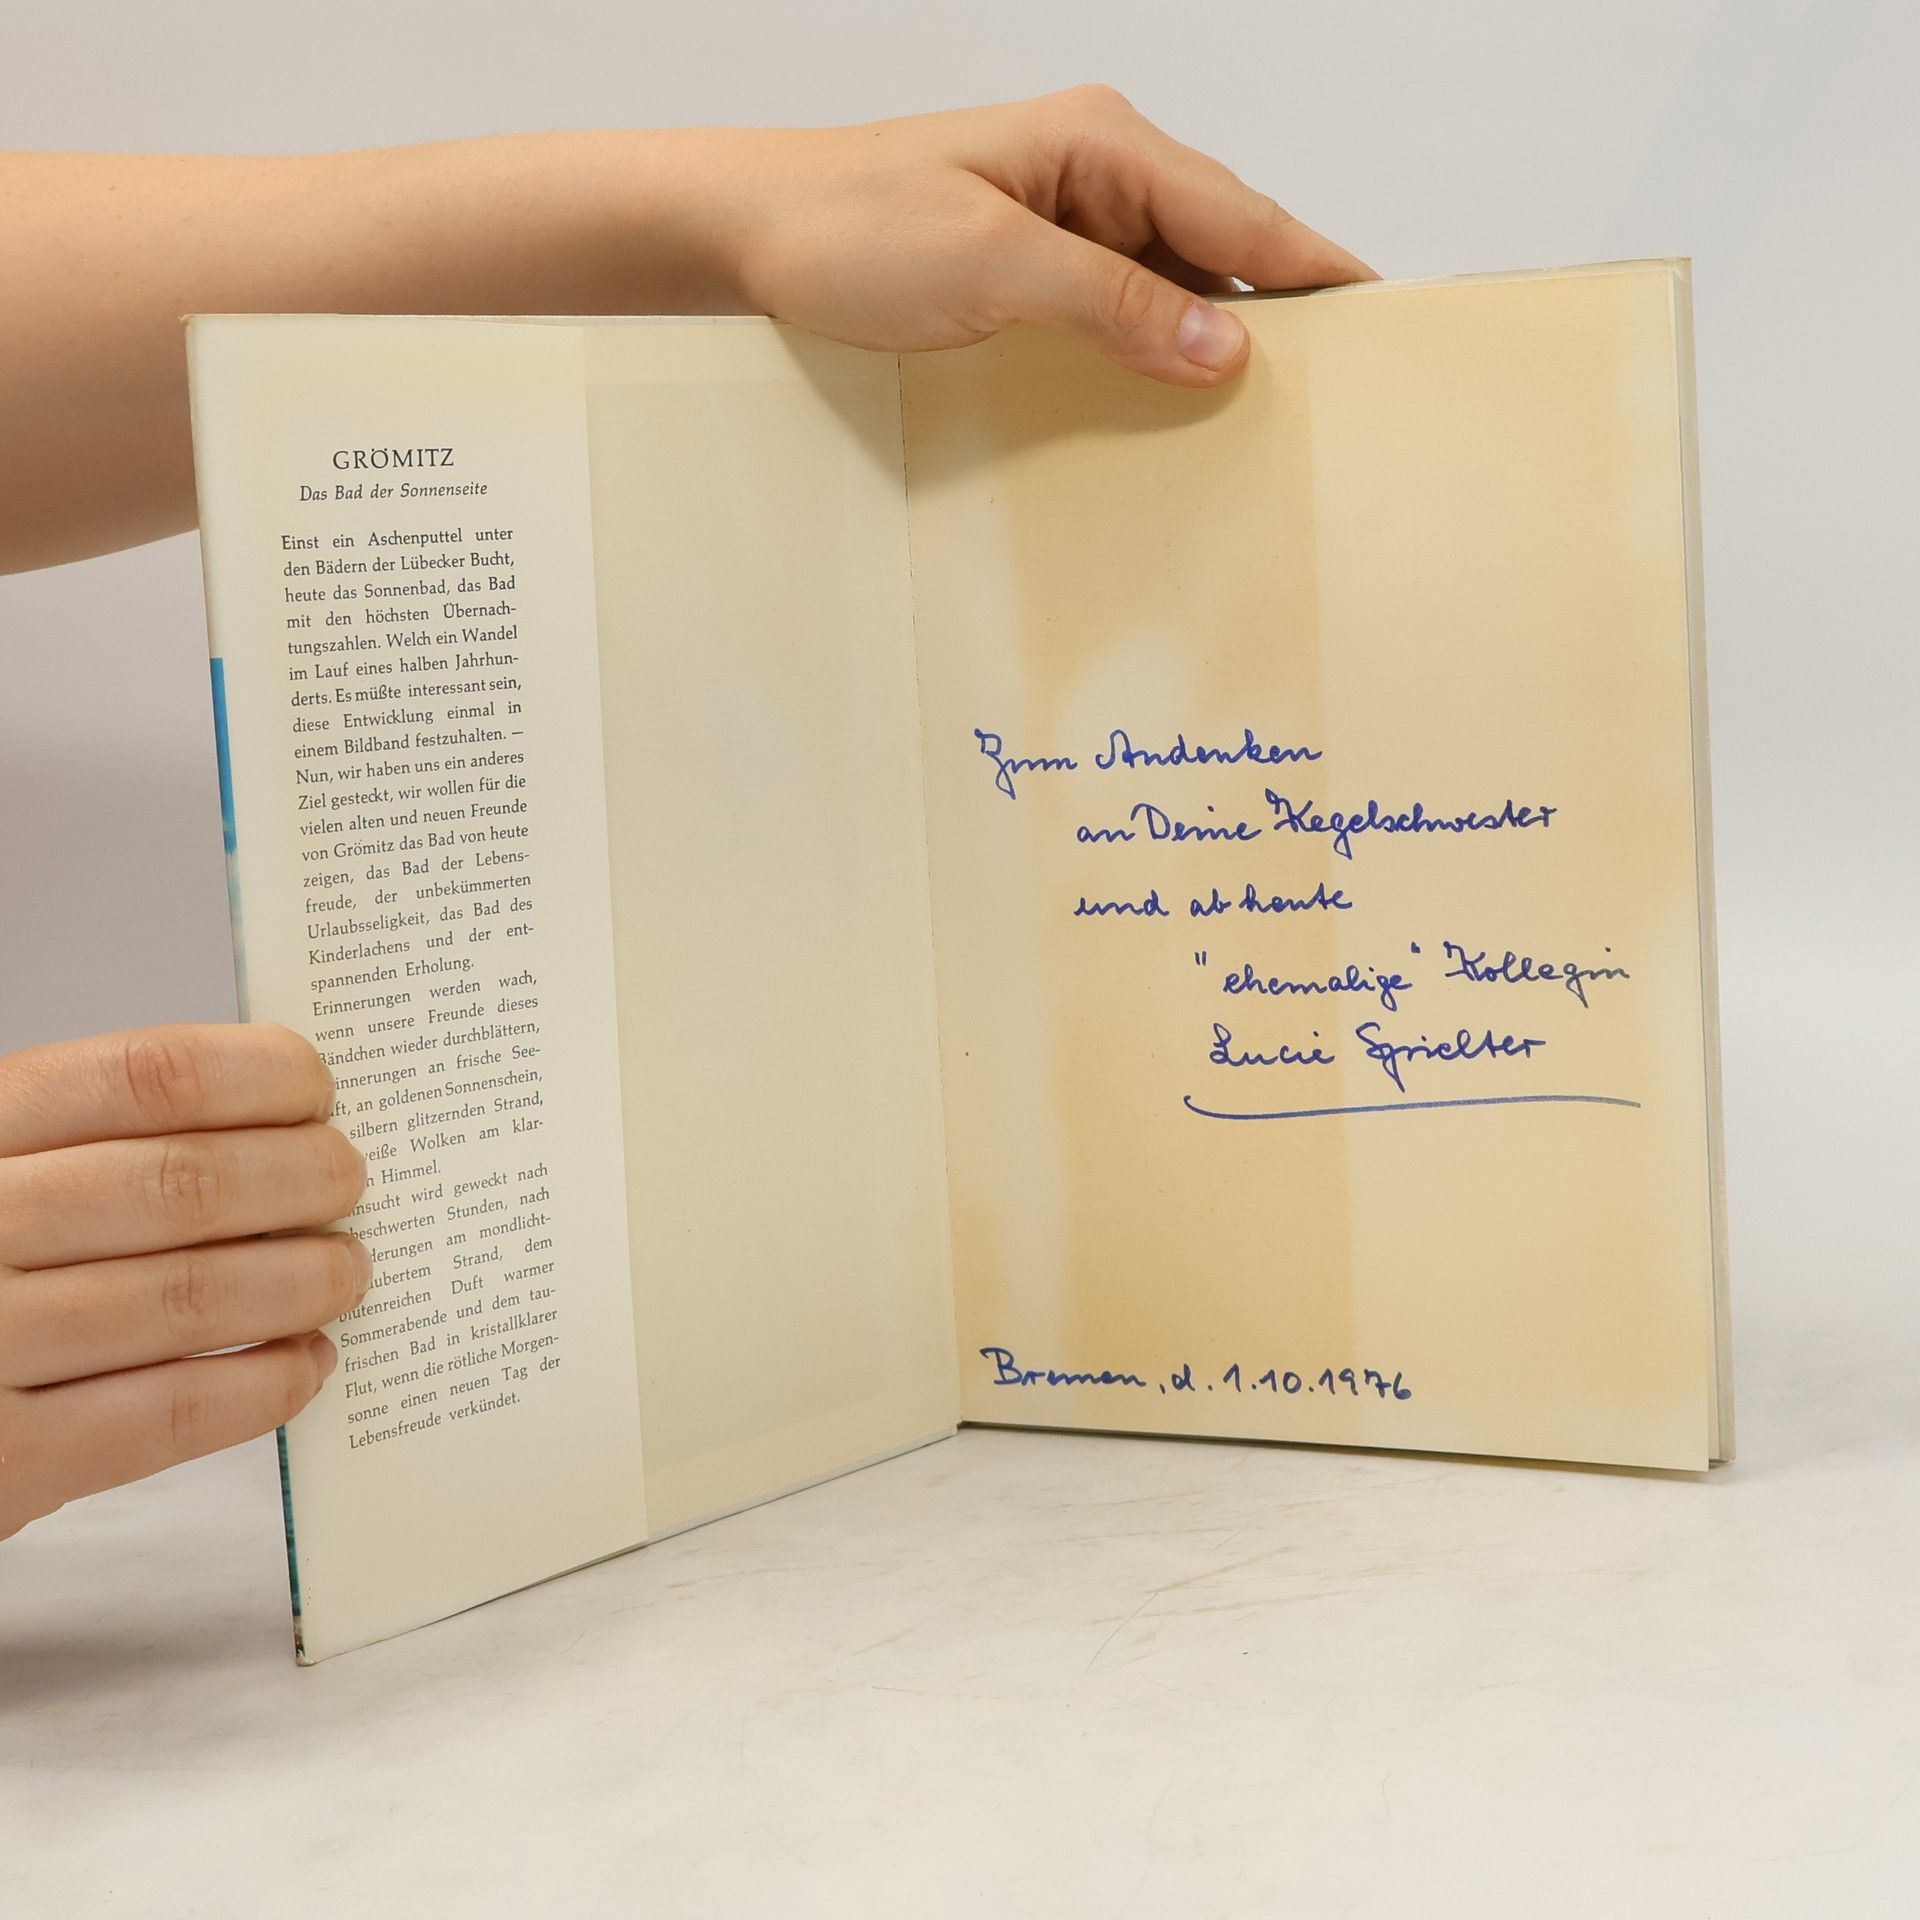 GRÖMITZ
Das Bad der Sonnenseite
Einst ein Aschenputtel unter
den Bädern der Lübecker Bucht,
heute das Sonnenbad, das Bad
mit den höchsten Übernach-
tungszahlen. Welch ein Wandel
im Lauf eines halben Jahrhun-
derts. Es müßte interessant sein,
diese Entwicklung einmal in
einem Bildband festzuhalten. —
Nun, wir haben uns ein anderes
Ziel gesteckt, wir wollen für die
vielen alten und neuen Freunde
von Grömitz das Bad von heute
zeigen, das Bad der Lebens-
freude, der unbekümmerten
Urlaubsseligkeit, das Bad des
Kinderlachens und der ent-
spannenden Erholung.
Erinnerungen werden wach,
wenn unsere Freunde dieses
Bändchen wieder durchblättern,
innerungen an frische See-
ft, an goldenen Sonnenschein,
silbern glitzernden Strand,
weiße Wolken am klar-
n Himmel.
nsucht wird geweckt nach
beschwerten Stunden, nach
derungen am mondlicht-
ubertem Strand, dem
blütenreichen Duft warmer
Sommerabende und dem tau-
frischen Bad in kristallklarer
Flut, wenn die rötliche Morgen-
sonne einen neuen Tag der
Lebensfreude verkündet.
Zum Andenken
an Deine Kegelschwester
und ab heute
"ehemalige" Kollegin
Lucie
Bremen, d. 1.10.1976